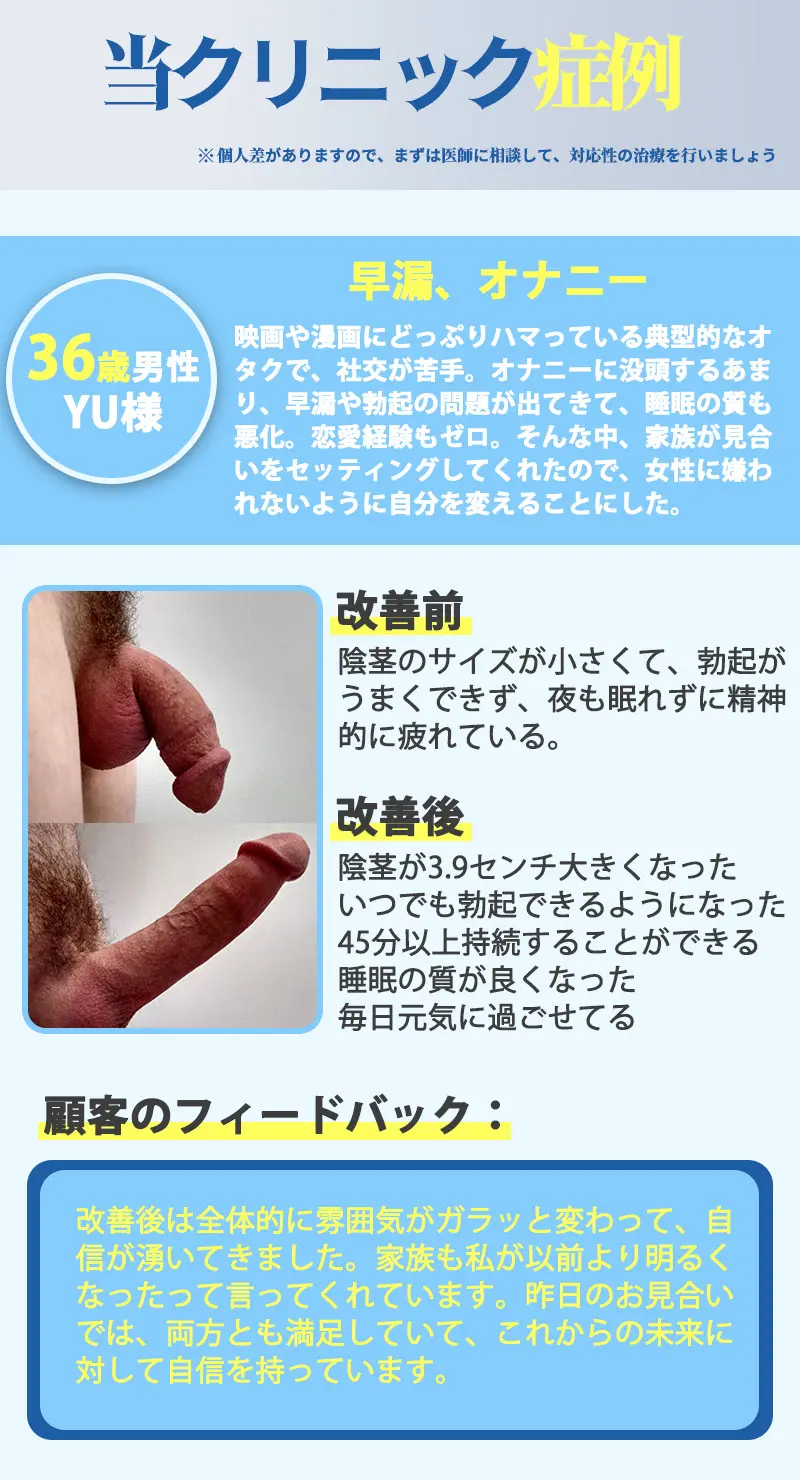 当クリニック症例
※個人差がありますので、まずは医師に相談して、対応性の治療を行いましょう
早漏、オナニー
36歳男性
YU様
映画や漫画にどっぷりハマっている典型的なオ
タクで、社交が苦手。オナニーに没頭するあま
り、早漏や勃起の問題が出てきて、睡眠の質も
悪化。恋愛経験もゼロ。そんな中、家族が見合
いをセッティングしてくれたので、女性に嫌わ
れないように自分を変えることにした。
改善前
陰茎のサイズが小さくて、勃起が
うまくできず、夜も眠れずに精神
的に疲れている。
改善後
陰茎が3.9センチ大きくなった
いつでも勃起できるようになった
45分以上持続することができる
睡眠の質が良くなった
毎日元気に過ごせてる
顧客のフィードバック：
改善後は全体的に雰囲気がガラッと変わって、自
信が湧いてきました。家族も私が以前より明るく
なったって言ってくれています。昨日のお見合い
では、両方とも満足していて、これからの未来に
対して自信を持っています。